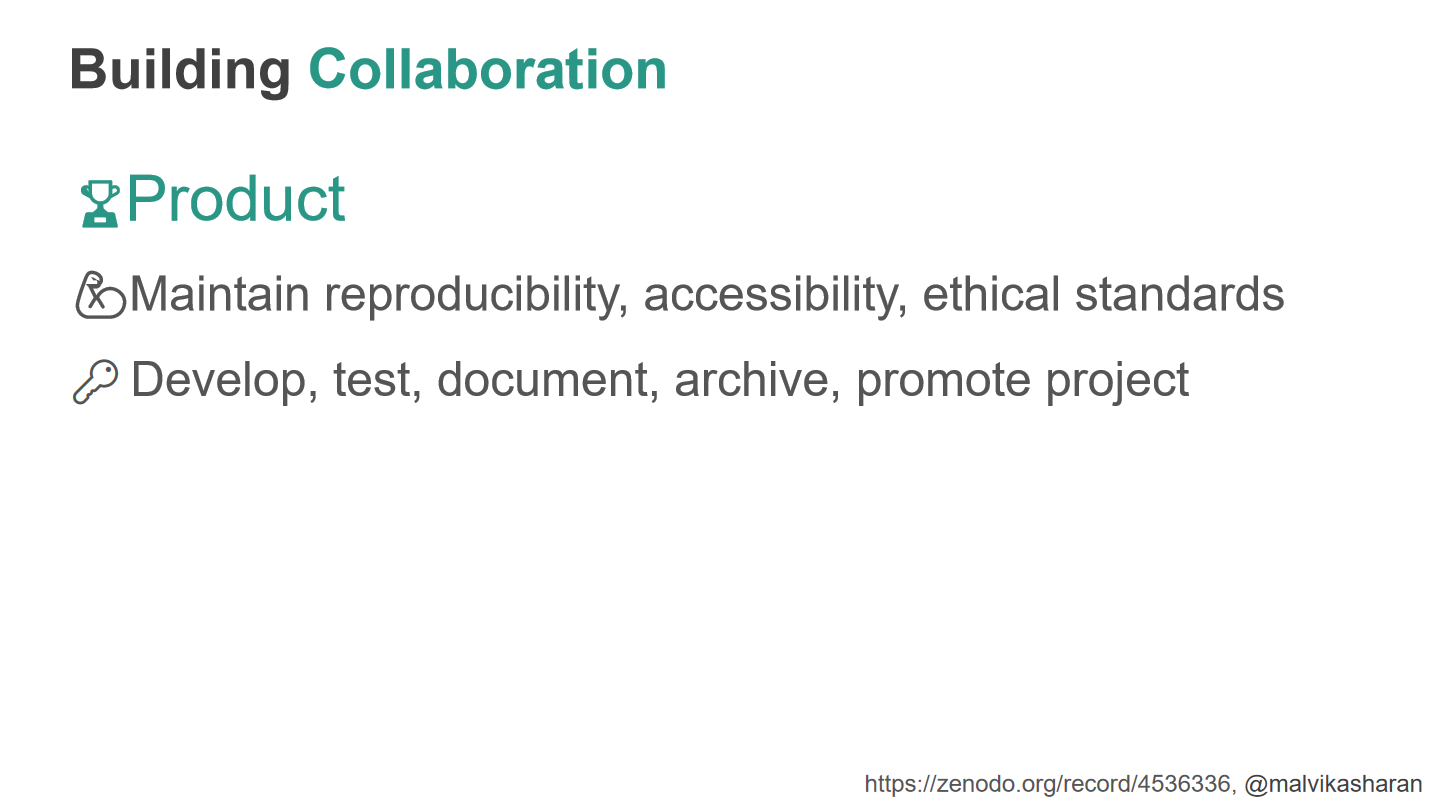 Building Collaboration
Product
Maintain reproducibility, accessibility, ethical standards
Develop, test, document, archive, promote project
https://zenodo.org/record/4536336, @malvikasharan